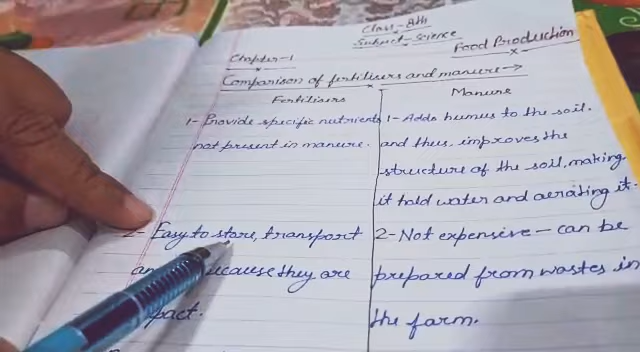 Class-8th
Subject-Science
Chapter-1
Food Production
Comparison of fertilisers and manure→
Fertilisers
1- Provide specific nutrients
not present in manure.
2- Easy to store, transport
an ecause they are
pact.
Manure
1- Adds humus to the soil.
and thus, improves the
structure of the soil, making
it hold water and aerating it.
2- Not expensive - can be
prepared from wastes in
the farm.